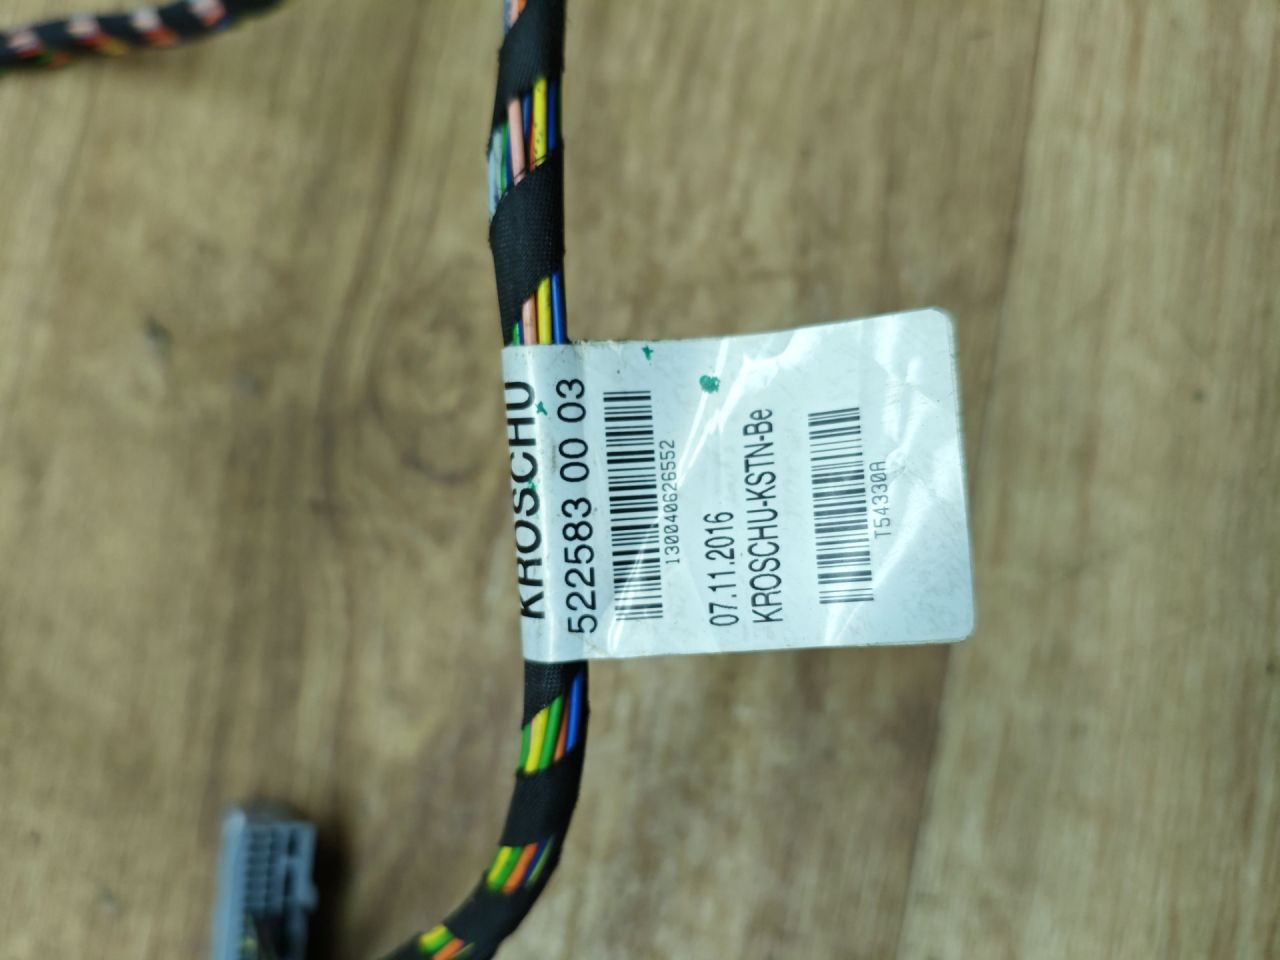 KROSCHU
522583 00 03
130040626552
07.11.2016
KROSCHU-KSTN-Be
T54330A